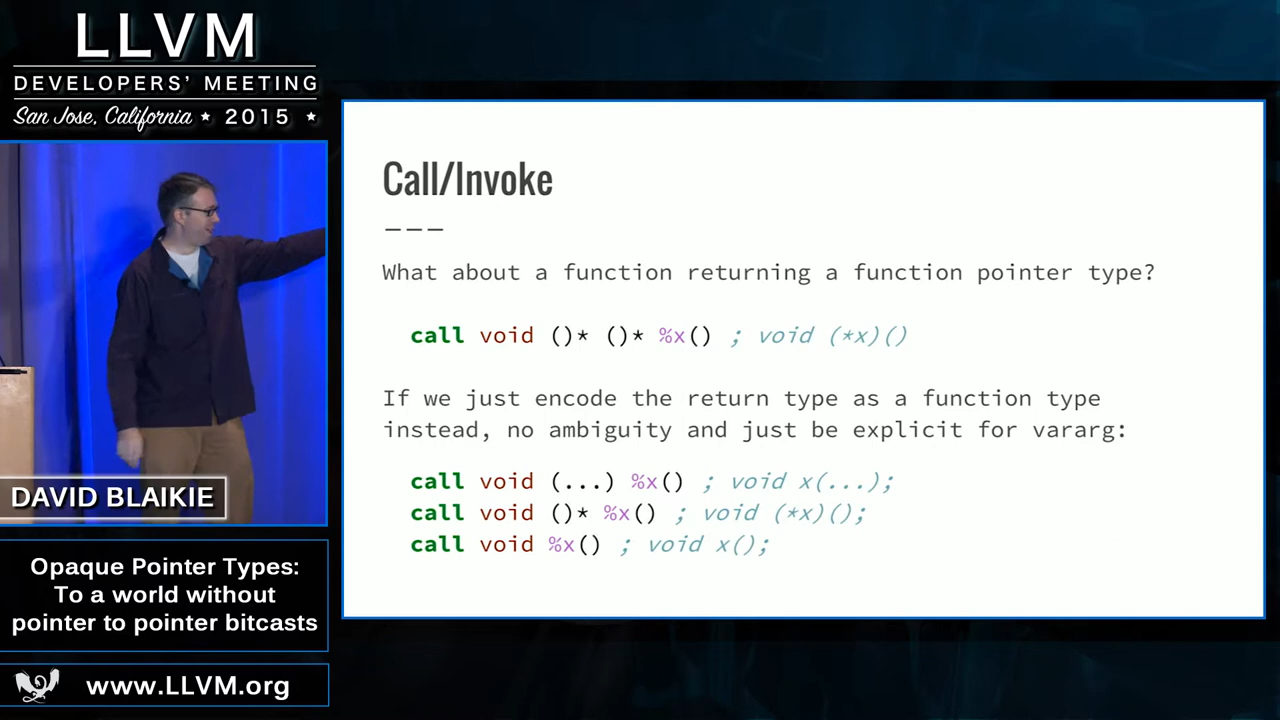 LLVM
DEVELOPERS' MEETING
San Jose, California ★ 2015 ★
DAVID BLAIKIE
Opaque Pointer Types:
To a world without
pointer to pointer bitcasts
www.LLVM.org
Call/Invoke
---
What about a function returning a function pointer type?
call void ()* ()* %x() ; void (*x)()
If we just encode the return type as a function type
instead, no ambiguity and just be explicit for vararg:
call void (...) %x() ; void x(...);
call void ()* %x() ; void (*x)();
call void %x() ; void x();